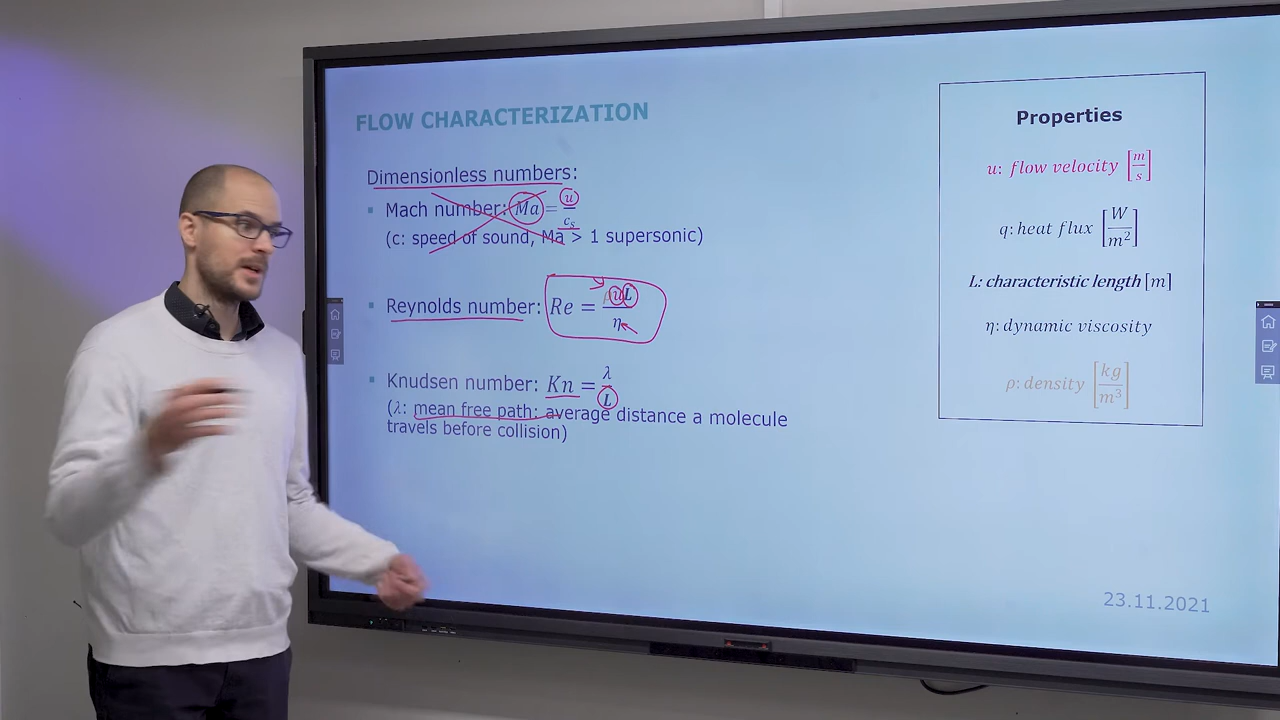 FLOW CHARACTERIZATION
Dimensionless numbers:
▪ Mach number: Ma = u/cₛ
(c: speed of sound, Ma > 1 supersonic)
▪ Reynolds number: Re = ρuL/η
▪ Knudsen number: Kn = λ/L
(λ: mean free path: average distance a molecule
travels before collision)
Properties
u: flow velocity [m/s]
q: heat flux [W/m²]
L: characteristic length [m]
η: dynamic viscosity
ρ: density [kg/m³]
23.11.2021